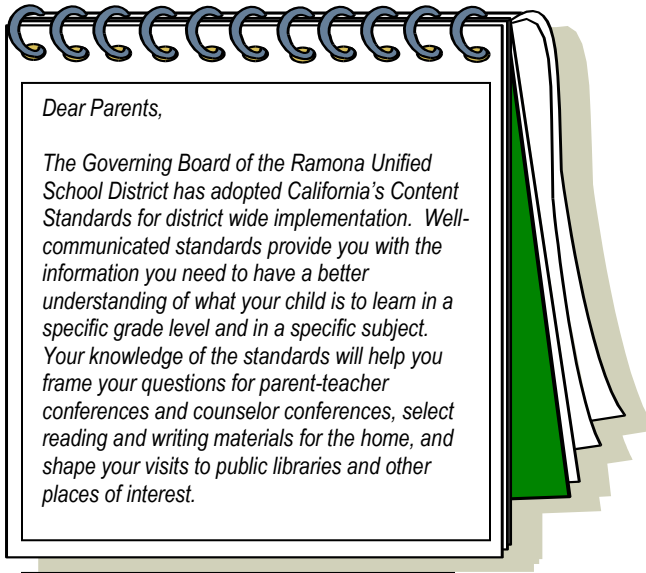 Dear Parents,
The Governing Board of the Ramona Unified
School District has adopted California's Content
Standards for district wide implementation.  Well-
communicated standards provide you with the
information you need to have a better
understanding of what your child is to learn in a
specific grade level and in a specific subject.
Your knowledge of the standards will help you
frame your questions for parent-teacher
conferences and counselor conferences, select
reading and writing materials for the home, and
shape your visits to public libraries and other
places of interest.